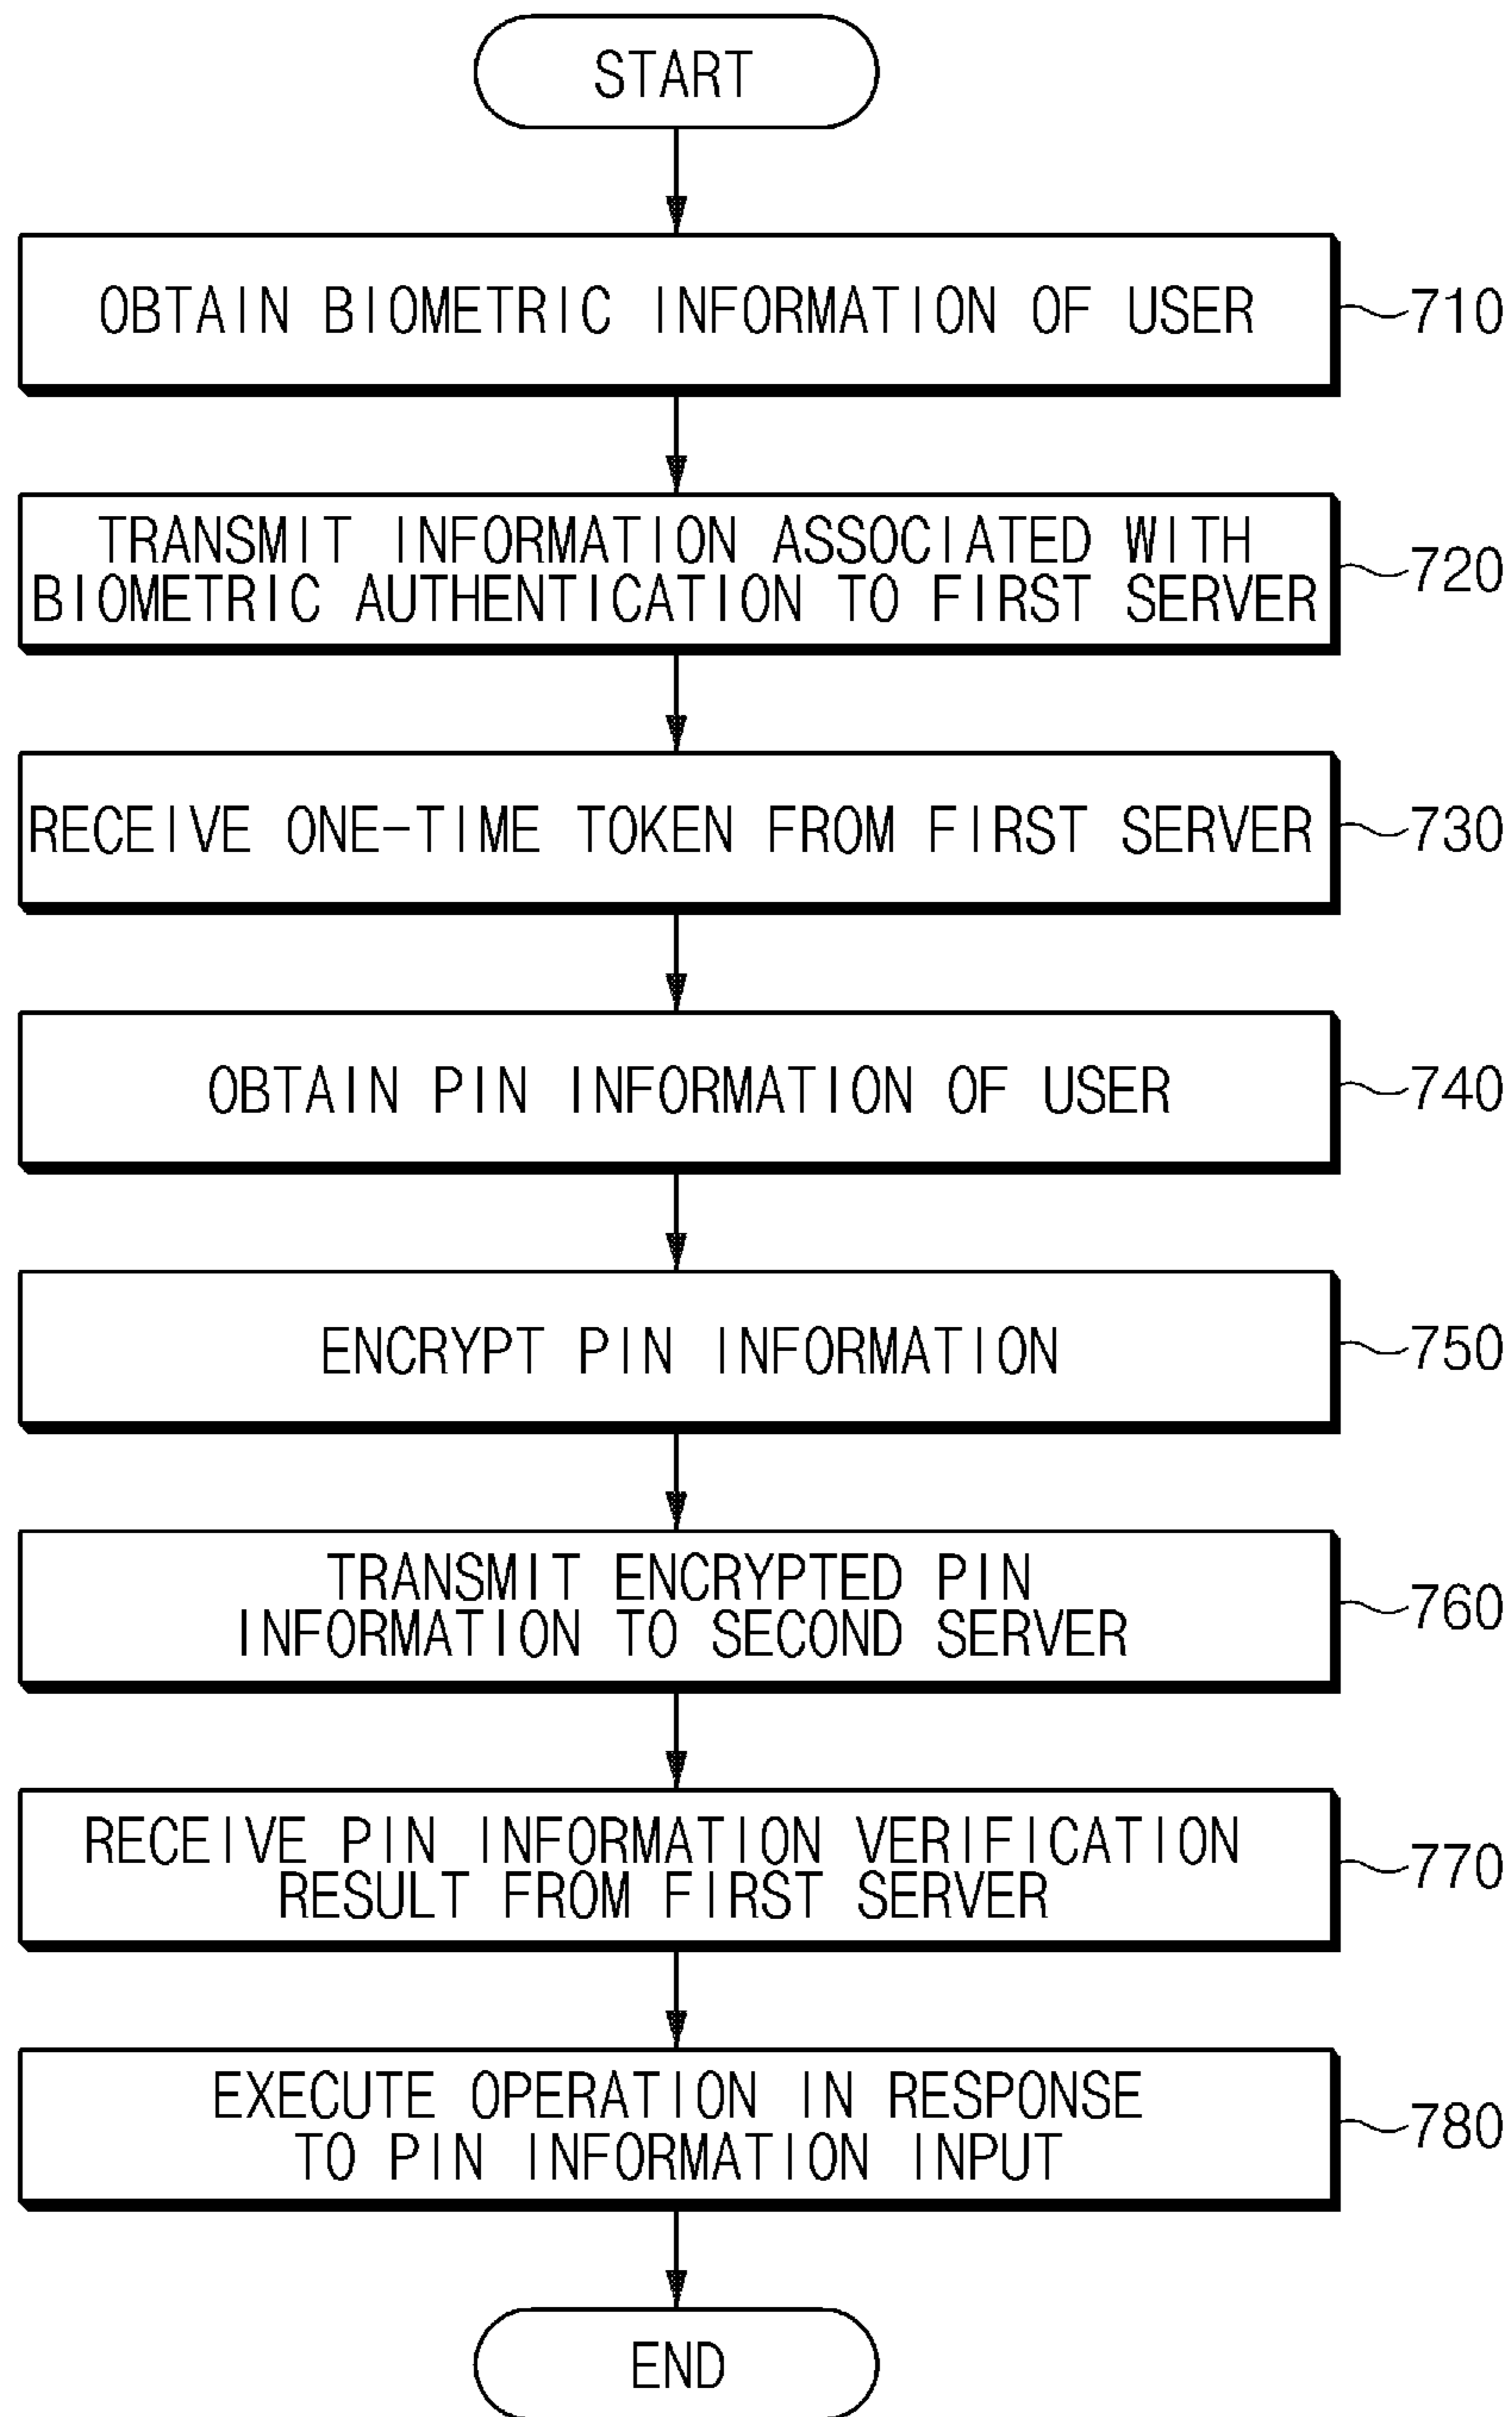 START
OBTAIN BIOMETRIC INFORMATION OF USER
710
TRANSMIT INFORMATION ASSOCIATED WITH
BIOMETRIC AUTHENTICATION TO FIRST SERVER
720
RECEIVE ONE-TIME TOKEN FROM FIRST SERVER
730
OBTAIN PIN INFORMATION OF USER
740
ENCRYPT PIN INFORMATION
750
TRANSMIT ENCRYPTED PIN
INFORMATION TO SECOND SERVER
760
RECEIVE PIN INFORMATION VERIFICATION
RESULT FROM FIRST SERVER
770
EXECUTE OPERATION IN RESPONSE
TO PIN INFORMATION INPUT
780
END